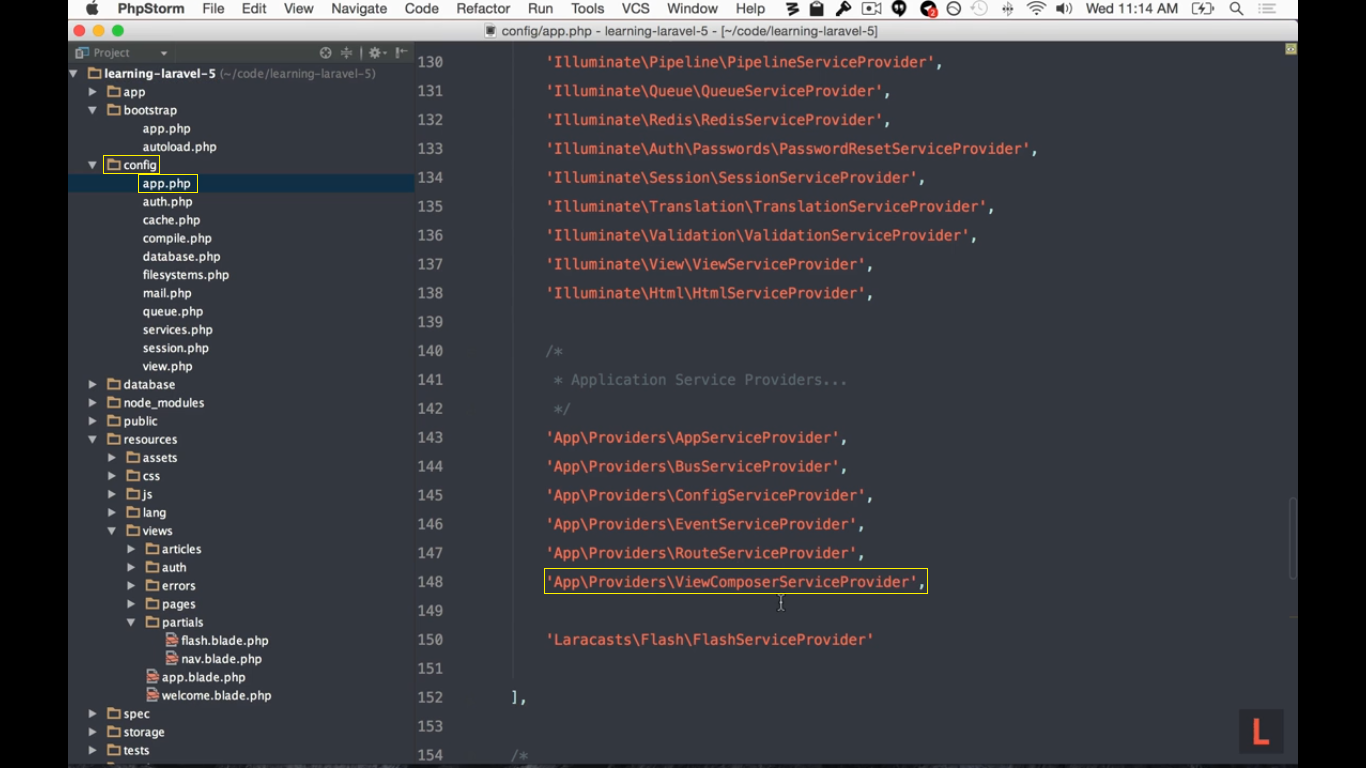 PhpStorm File Edit View Navigate Code Refactor Run Tools VCS Window Help Wed 11:14 AM
config/app.php - learning-laravel-5 - [~/code/learning-laravel-5]
Project
learning-laravel-5 (~/code/learning-laravel-5)
app
bootstrap
app.php
autoload.php
config
app.php
auth.php
cache.php
compile.php
database.php
filesystems.php
mail.php
queue.php
services.php
session.php
view.php
database
node_modules
public
resources
assets
css
js
lang
views
articles
auth
errors
pages
partials
flash.blade.php
nav.blade.php
app.blade.php
welcome.blade.php
spec
storage
tests
130 'Illuminate\Pipeline\PipelineServiceProvider',
131 'Illuminate\Queue\QueueServiceProvider',
132 'Illuminate\Redis\RedisServiceProvider',
133 'Illuminate\Auth\Passwords\PasswordResetServiceProvider',
134 'Illuminate\Session\SessionServiceProvider',
135 'Illuminate\Translation\TranslationServiceProvider',
136 'Illuminate\Validation\ValidationServiceProvider',
137 'Illuminate\View\ViewServiceProvider',
138 'Illuminate\Html\HtmlServiceProvider',
139
140 /*
141 * Application Service Providers...
142 */
143 'App\Providers\AppServiceProvider',
144 'App\Providers\BusServiceProvider',
145 'App\Providers\ConfigServiceProvider',
146 'App\Providers\EventServiceProvider',
147 'App\Providers\RouteServiceProvider',
148 'App\Providers\ViewComposerServiceProvider',
149
150 'Laracasts\Flash\FlashServiceProvider'
151
152 ],
153
154 /*
L